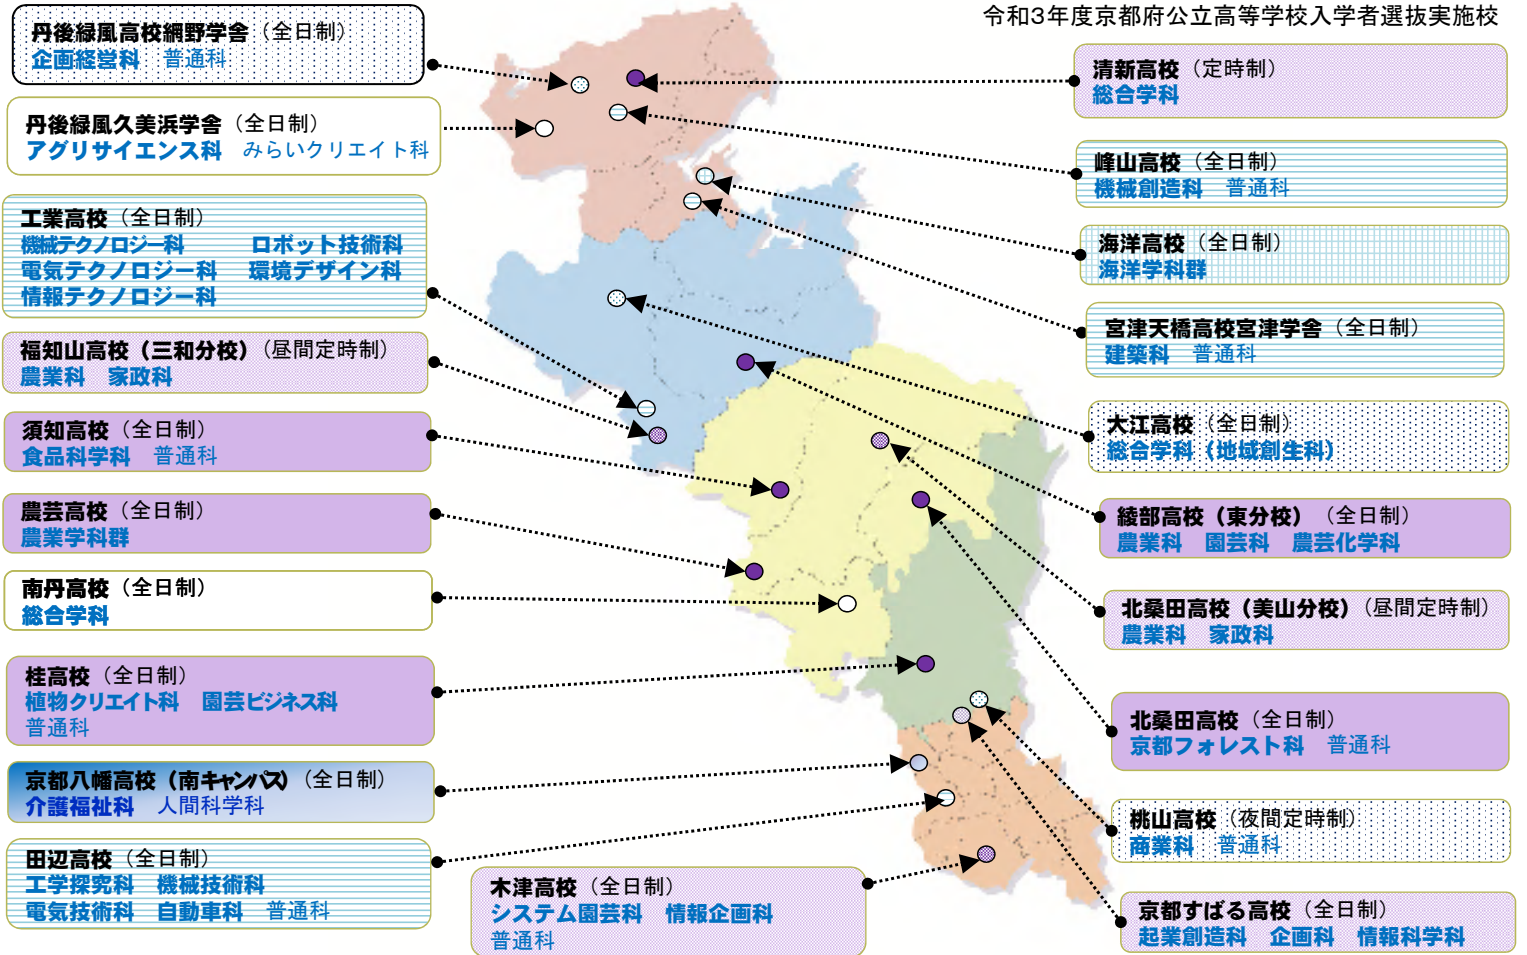 令和3年度京都府公立高等学校入学者選抜実施校
丹後緑風高校網野学舎（全日制）
企画経営科　普通科
丹後緑風久美浜学舎（全日制）
アグリサイエンス科　みらいクリエイト科
工業高校（全日制）
機械テクノロジー科　ロボット技術科
電気テクノロジー科　環境デザイン科
情報テクノロジー科
福知山高校（三和分校）（昼間定時制）
農業科　家政科
須知高校（全日制）
食品科学科　普通科
農芸高校（全日制）
農業学科群
南丹高校（全日制）
総合学科
桂高校（全日制）
植物クリエイト科　園芸ビジネス科
普通科
京都八幡高校（南キャンパス）（全日制）
介護福祉科　人間科学科
田辺高校（全日制）
工学探究科　機械技術科
電気技術科　自動車科　普通科
木津高校（全日制）
システム園芸科　情報企画科
普通科
清新高校（定時制）
総合学科
峰山高校（全日制）
機械創造科　普通科
海洋高校（全日制）
海洋学科群
宮津天橋高校宮津学舎（全日制）
建築科　普通科
大江高校（全日制）
総合学科（地域創生科）
綾部高校（東分校）（全日制）
農業科　園芸科　農芸化学科
北桑田高校（美山分校）（昼間定時制）
農業科　家政科
北桑田高校（全日制）
京都フォレスト科　普通科
桃山高校（夜間定時制）
商業科　普通科
京都すばる高校（全日制）
起業創造科　企画科　情報科学科